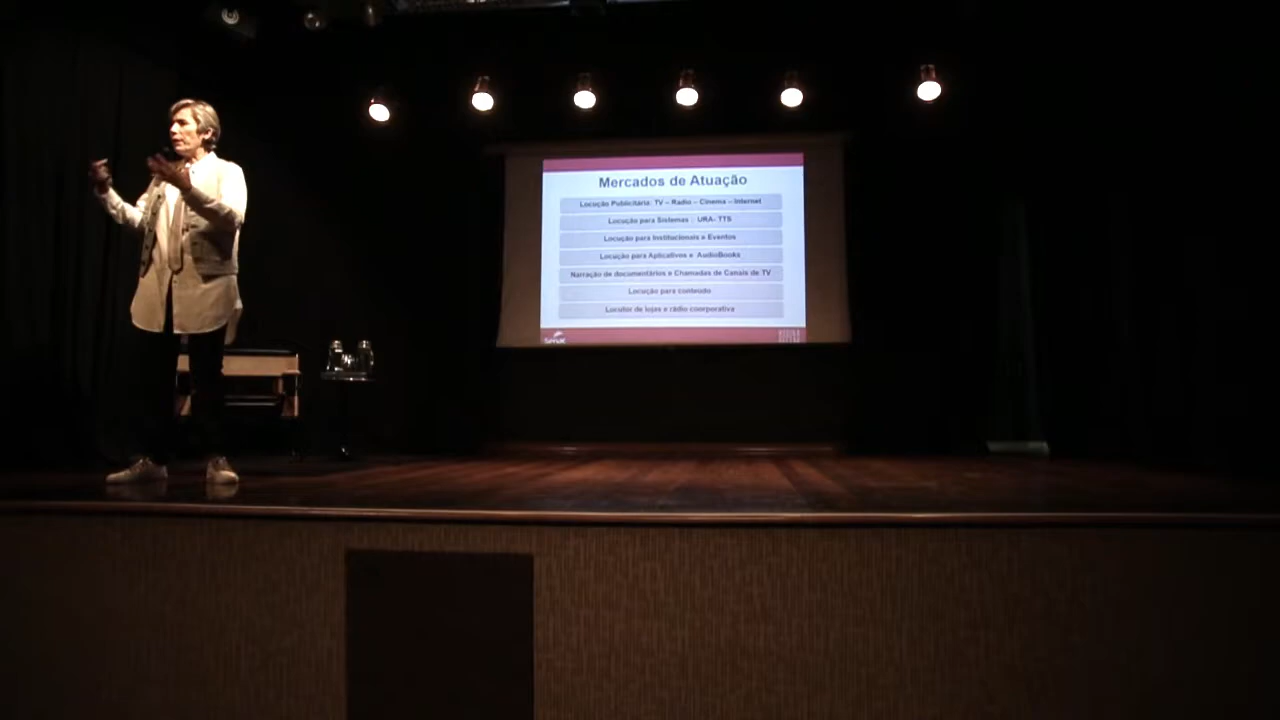 Mercados de Atuação
Locução Publicitária: TV – Radio – Cinema – Internet
Locução para Sistemas : URA- TTS
Locução para Institucionais e Eventos
Locução para Aplicativos e AudioBooks
Narração de documentários e Chamadas de Canais de TV
Locução para conteúdo
Locutor de lojas e rádio coorporativa
senac